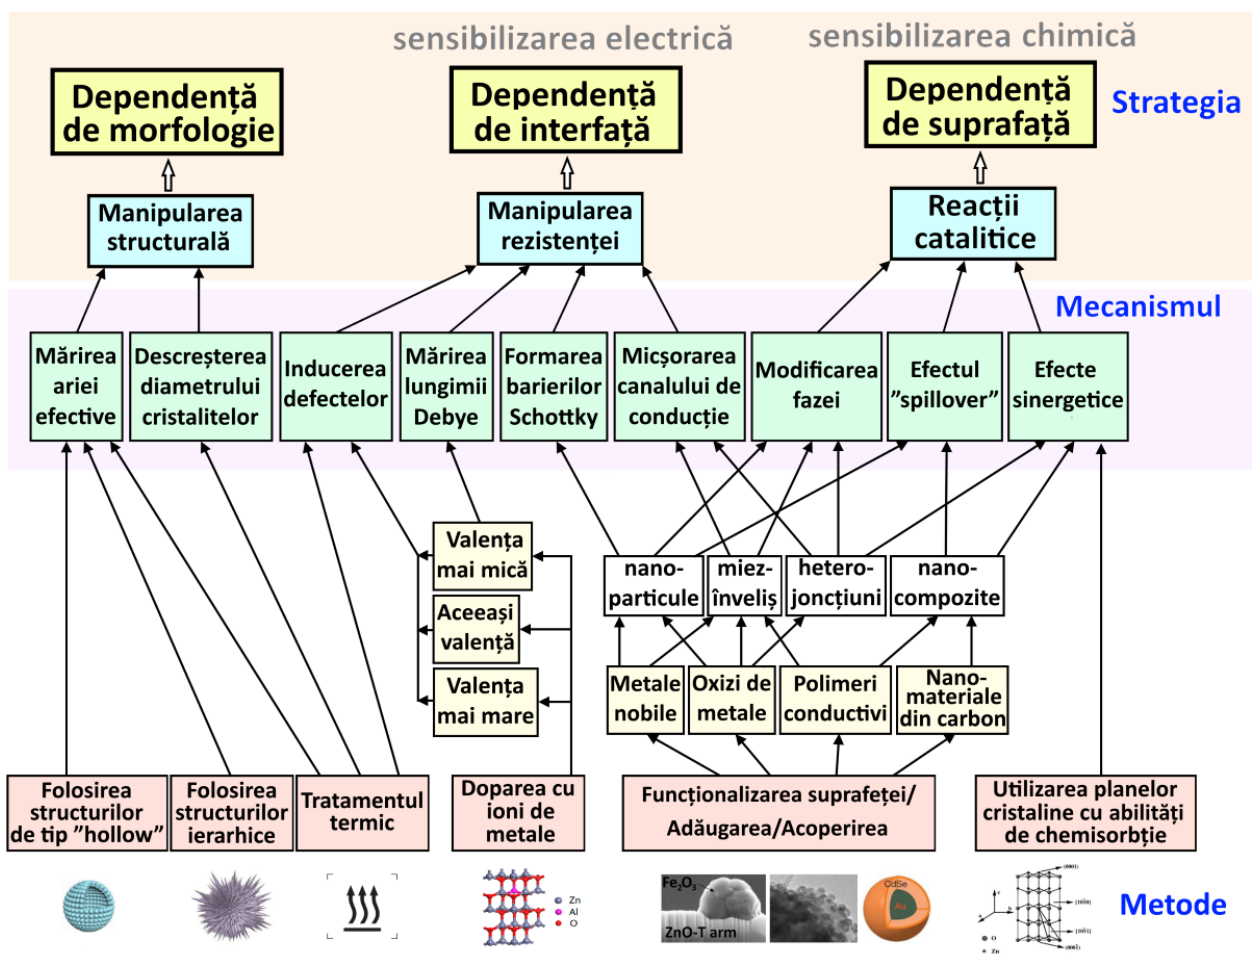 sensibilizarea electrică
sensibilizarea chimică
Dependență
de morfologie
Dependență
de interfață
Dependență
de suprafață
Strategia
Manipularea
structurală
Manipularea
rezistenței
Reacții
catalitice
Mecanismul
Mărirea
ariei
efective
Descreșterea
diametrului
cristalitelor
Inducerea
defectelor
Mărirea
lungimii
Debye
Formarea
barierilor
Schottky
Micșorarea
canalului de
conducție
Modificarea
fazei
Efectul
”spillover”
Efecte
sinergetice
Valența
mai mică
Aceeași
valență
Valența
mai mare
nano-
particule
miez-
înveliș
hetero-
joncțiuni
nano-
compozite
Metale
nobile
Oxizi de
metale
Polimeri
conductivi
Nano-
materiale
din carbon
Folosirea
structurilor
de tip ”hollow”
Folosirea
structurilor
ierarhice
Tratamentul
termic
Doparea cu
ioni de
metale
Funcționalizarea suprafeței/
Adăugarea/Acoperirea
Utilizarea planelor
cristaline cu abilități
de chemisorbție
Zn
Al
O
Fe₂O₃
ZnO-T arm
CdSe
Au
(0001)
O
Zn
Metode